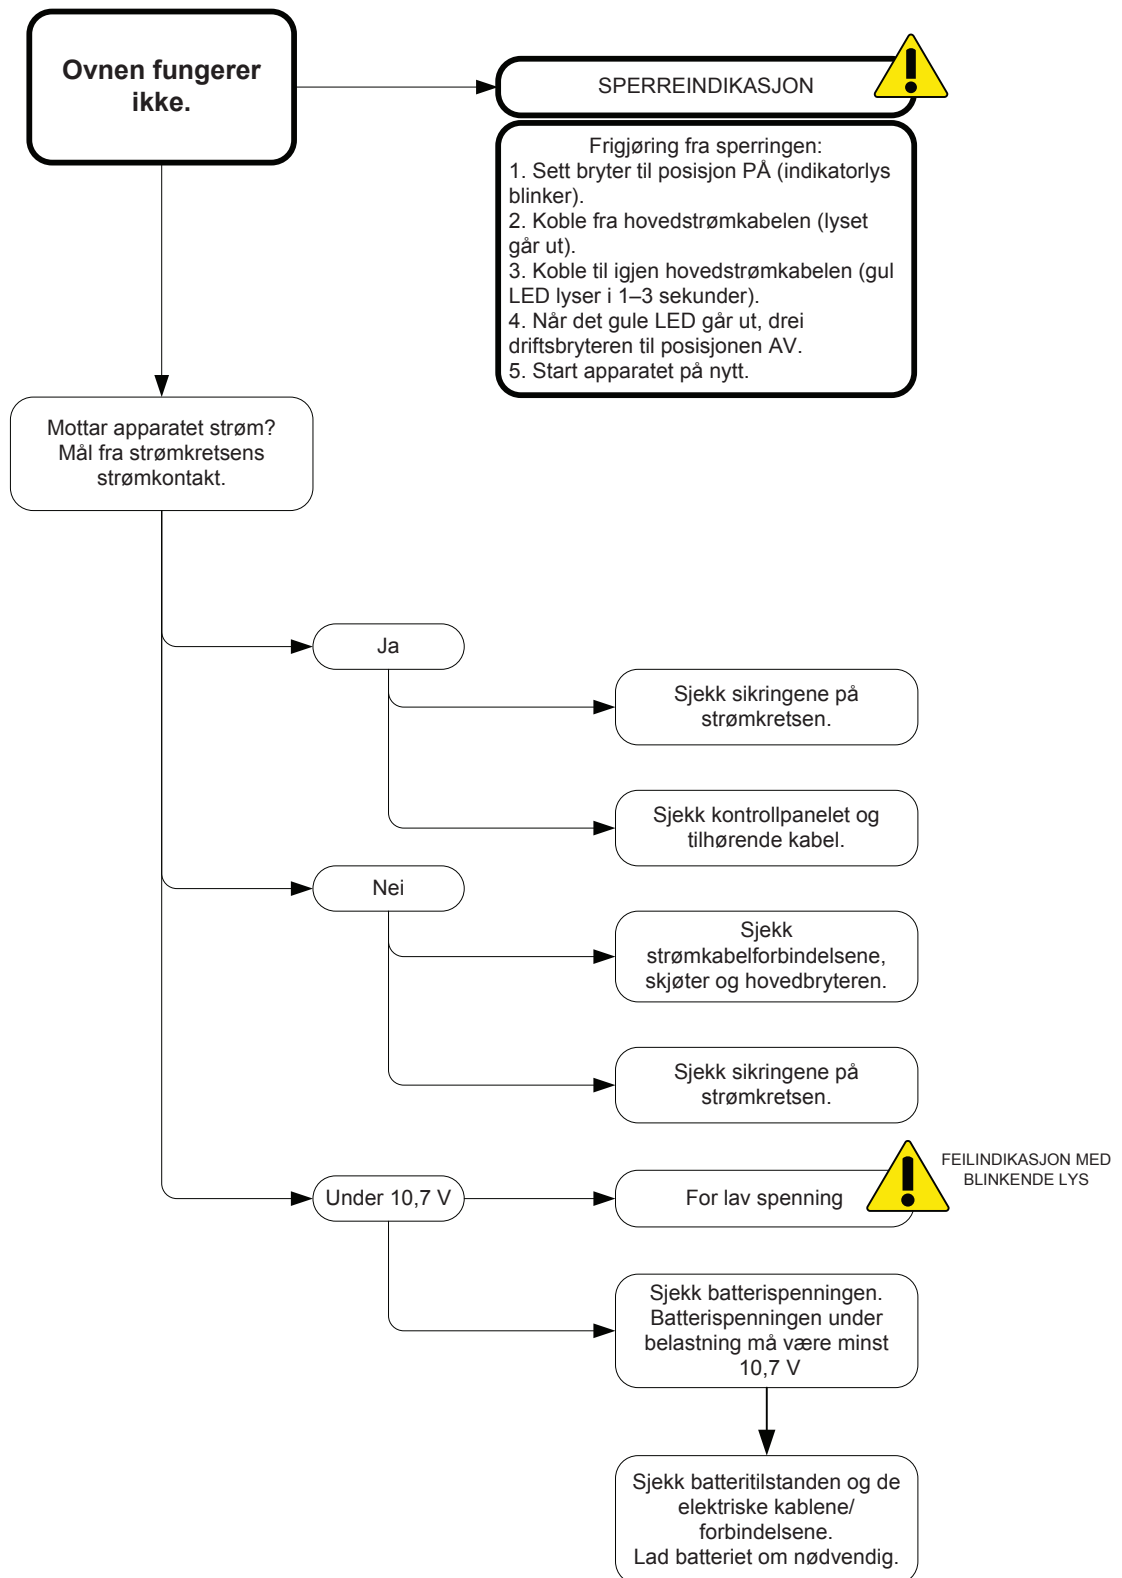 Ovnen fungerer
ikke.
SPERREINDIKASJON
Frigjøring fra sperringen:
1. Sett bryter til posisjon PÅ (indikatorlys
blinker).
2. Koble fra hovedstrømkabelen (lyset
går ut).
3. Koble til igjen hovedstrømkabelen (gul
LED lyser i 1–3 sekunder).
4. Når det gule LED går ut, drei
driftsbryteren til posisjonen AV.
5. Start apparatet på nytt.
Mottar apparatet strøm?
Mål fra strømkretsens
strømkontakt.
Ja
Sjekk sikringene på
strømkretsen.
Sjekk kontrollpanelet og
tilhørende kabel.
Nei
Sjekk
strømkabelforbindelsene,
skjøter og hovedbryteren.
Sjekk sikringene på
strømkretsen.
Under 10,7 V
For lav spenning
FEILINDIKASJON MED
BLINKENDE LYS
Sjekk batterispenningen.
Batterispenningen under
belastning må være minst
10,7 V
Sjekk batteritilstanden og de
elektriske kablene/
forbindelsene.
Lad batteriet om nødvendig.